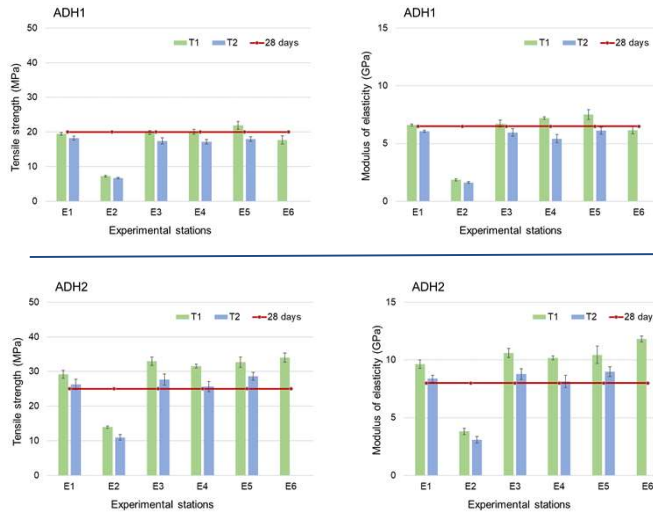 ADH1
T1 T2 28 days
Tensile strength (MPa)
50
40
30
20
10
0
E1 E2 E3 E4 E5 E6
Experimental stations
ADH1
T1 T2 28 days
Modulus of elasticity (GPa)
15
10
5
0
E1 E2 E3 E4 E5 E6
Experimental stations
ADH2
T1 T2 28 days
Tensile strength (MPa)
50
40
30
20
10
0
E1 E2 E3 E4 E5 E6
Experimental stations
ADH2
T1 T2 28 days
Modulus of elasticity (GPa)
15
10
5
0
E1 E2 E3 E4 E5 E6
Experimental stations